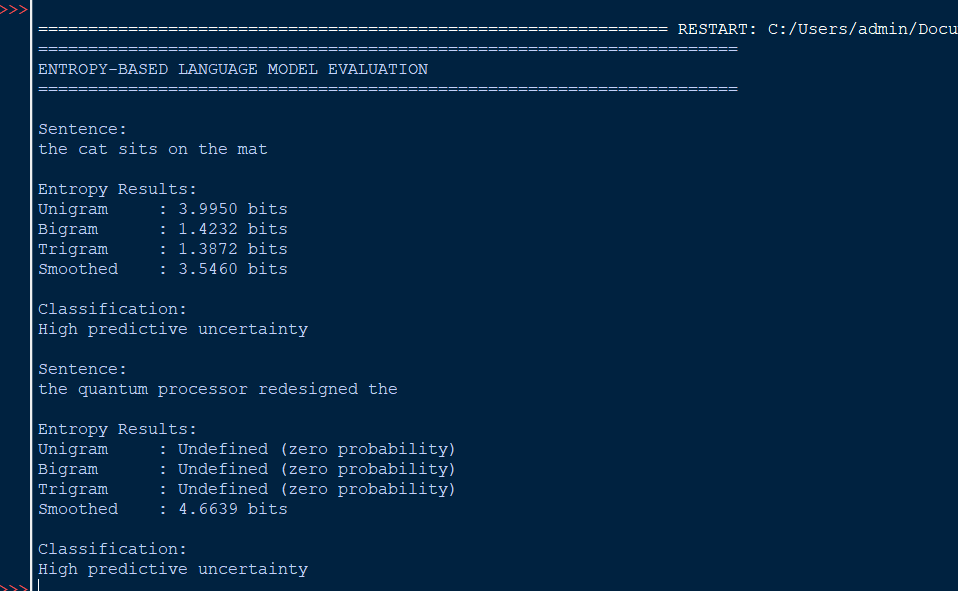 >>>
=============================================================== RESTART: C:/Users/admin/Docu
======================================================================
ENTROPY-BASED LANGUAGE MODEL EVALUATION
======================================================================
Sentence:
the cat sits on the mat
Entropy Results:
Unigram     : 3.9950 bits
Bigram      : 1.4232 bits
Trigram     : 1.3872 bits
Smoothed    : 3.5460 bits
Classification:
High predictive uncertainty
Sentence:
the quantum processor redesigned the
Entropy Results:
Unigram     : Undefined (zero probability)
Bigram      : Undefined (zero probability)
Trigram     : Undefined (zero probability)
Smoothed    : 4.6639 bits
Classification:
High predictive uncertainty
>>>